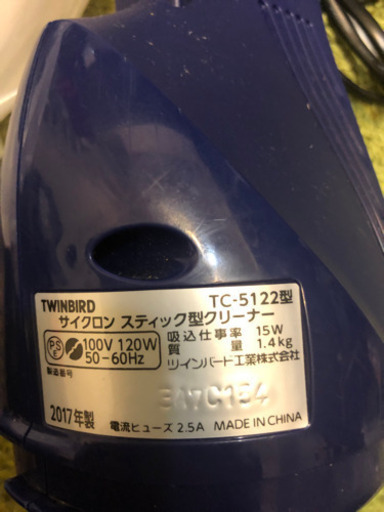 TWINBIRD TC-5122型
サイクロン スティック型クリーナー
PS E 100V 120W 吸込仕事率 15W
50-60Hz 質量 1.4kg
製造番号 ツインバード工業株式会社
2017年製 電流ヒューズ 2.5A MADE IN CHINA